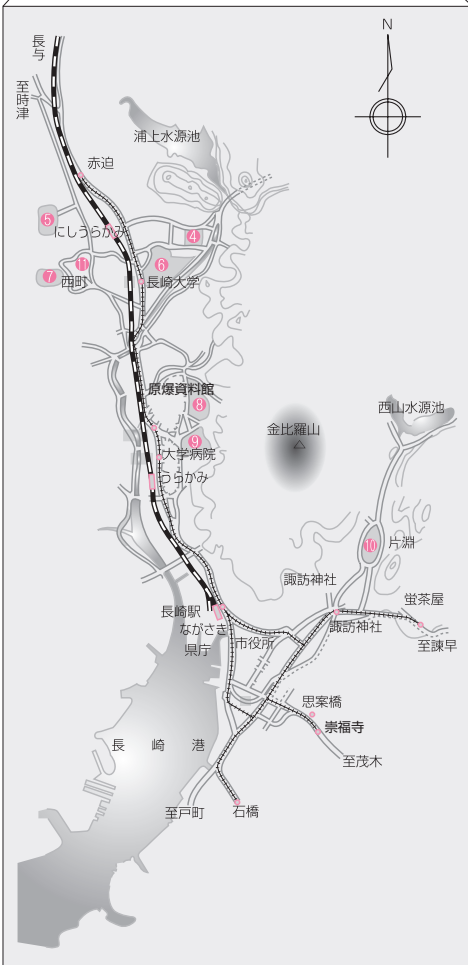 N
長与
至時津
浦上水源池
赤迫
⑤
にしうらかみ
④
⑪
⑥
⑦
西町
長崎大学
原爆資料館
⑧
西山水源池
金比羅山
⑨
大学病院
うらかみ
⑩
片淵
諏訪神社
蛍茶屋
長崎駅
ながさき
諏訪神社
県庁
市役所
至諫早
思案橋
崇福寺
長崎港
至茂木
至戸町
石橋